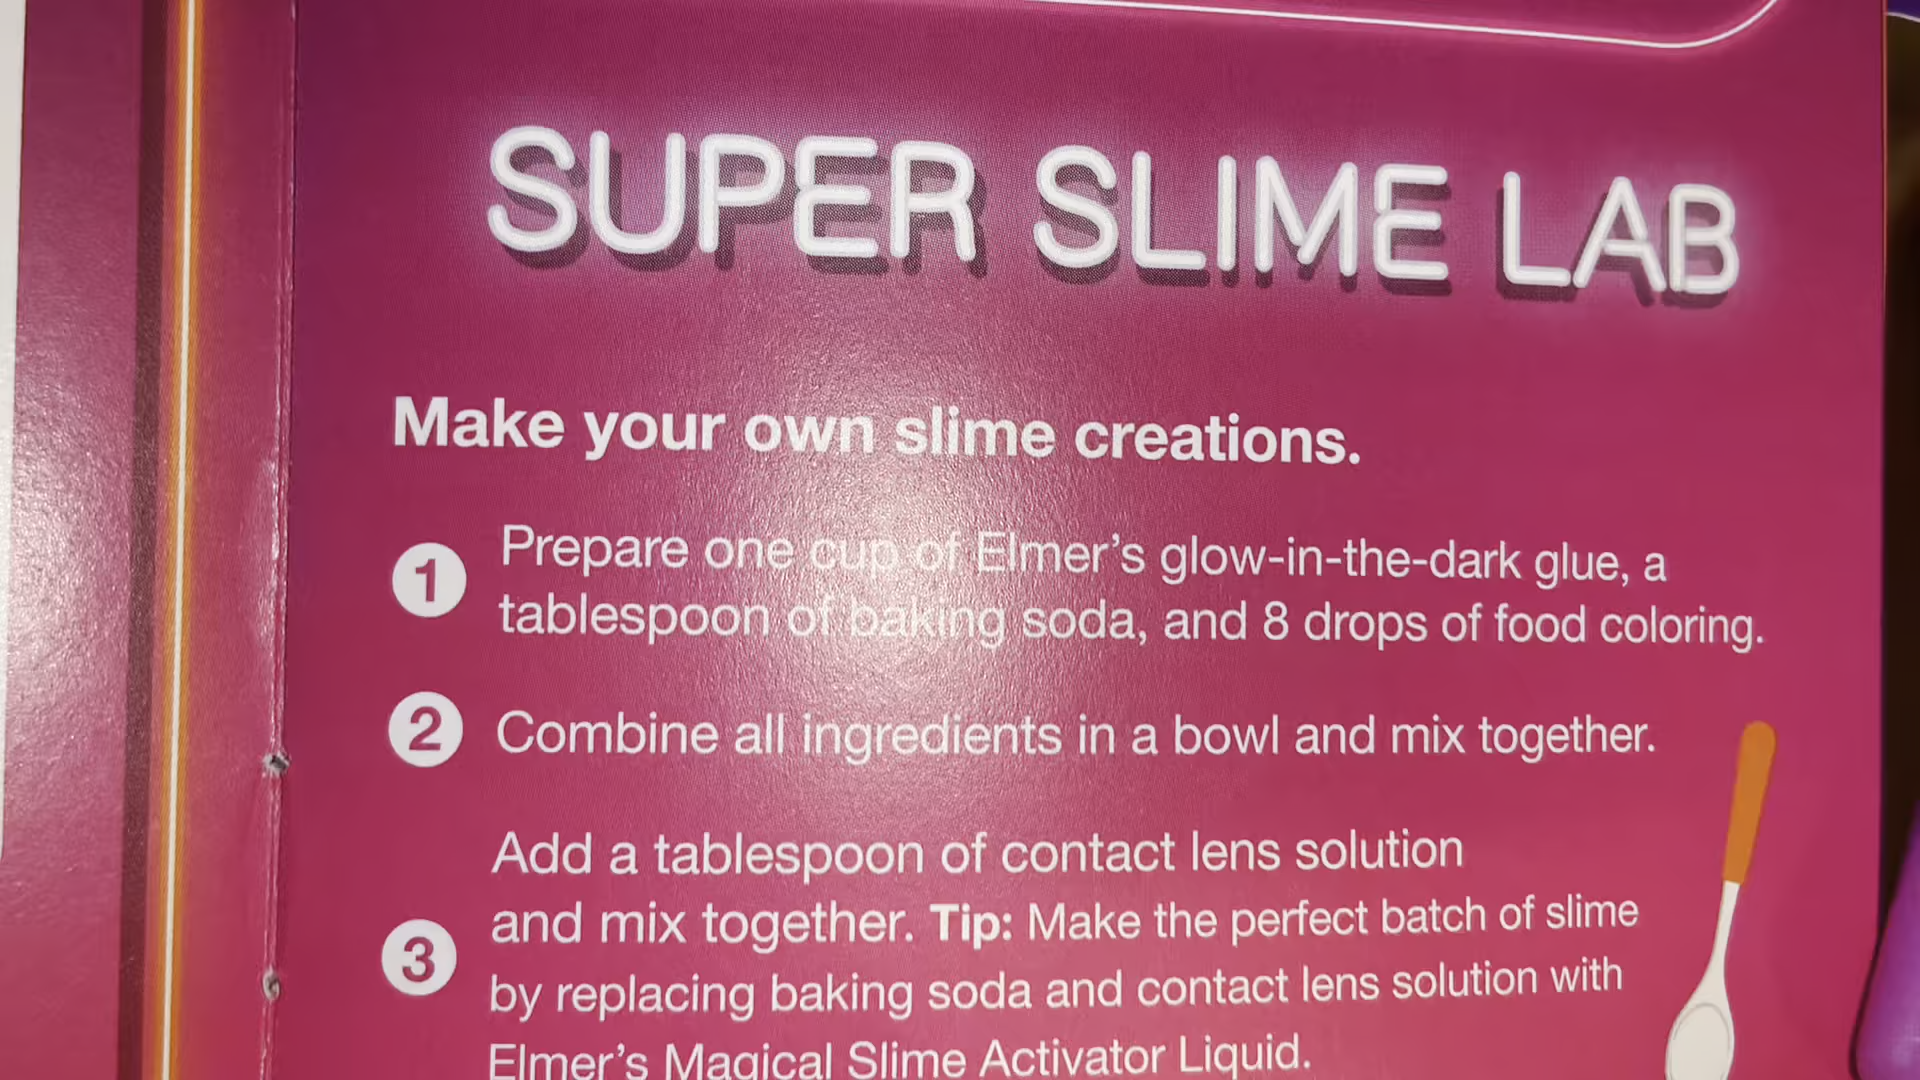 SUPER SLIME LAB
Make your own slime creations.
1 Prepare one cup of Elmer's glow-in-the-dark glue, a
tablespoon of baking soda, and 8 drops of food coloring.
2 Combine all ingredients in a bowl and mix together.
Add a tablespoon of contact lens solution
and mix together. Tip: Make the perfect batch of slime
3 by replacing baking soda and contact lens solution with
Elmer's Magical Slime Activator Liquid.